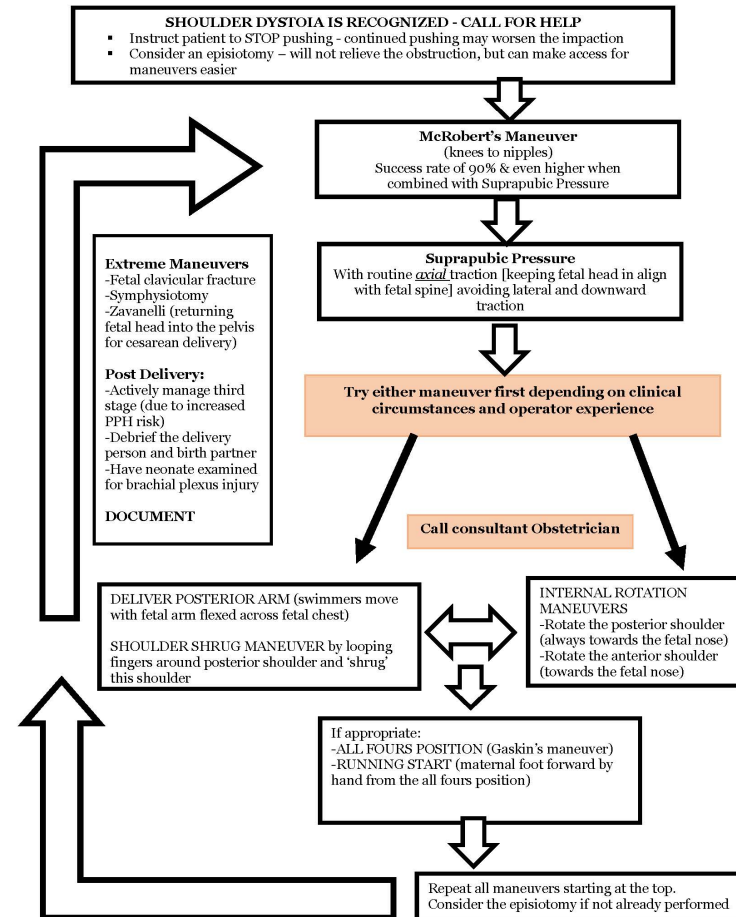 SHOULDER DYSTOIA IS RECOGNIZED - CALL FOR HELP
▪ Instruct patient to STOP pushing - continued pushing may worsen the impaction
▪ Consider an episiotomy – will not relieve the obstruction, but can make access for
maneuvers easier
McRobert's Maneuver
(knees to nipples)
Success rate of 90% & even higher when
combined with Suprapubic Pressure
Suprapubic Pressure
With routine axial traction [keeping fetal head in align
with fetal spine] avoiding lateral and downward
traction
Extreme Maneuvers
-Fetal clavicular fracture
-Symphysiotomy
-Zavanelli (returning
fetal head into the pelvis
for cesarean delivery)
Post Delivery:
-Actively manage third
stage (due to increased
PPH risk)
-Debrief the delivery
person and birth partner
-Have neonate examined
for brachial plexus injury
DOCUMENT
Try either maneuver first depending on clinical
circumstances and operator experience
Call consultant Obstetrician
DELIVER POSTERIOR ARM (swimmers move
with fetal arm flexed across fetal chest)
SHOULDER SHRUG MANEUVER by looping
fingers around posterior shoulder and 'shrug'
this shoulder
INTERNAL ROTATION
MANEUVERS
-Rotate the posterior shoulder
(always towards the fetal nose)
-Rotate the anterior shoulder
(towards the fetal nose)
If appropriate:
-ALL FOURS POSITION (Gaskin's maneuver)
-RUNNING START (maternal foot forward by
hand from the all fours position)
Repeat all maneuvers starting at the top.
Consider the episiotomy if not already performed